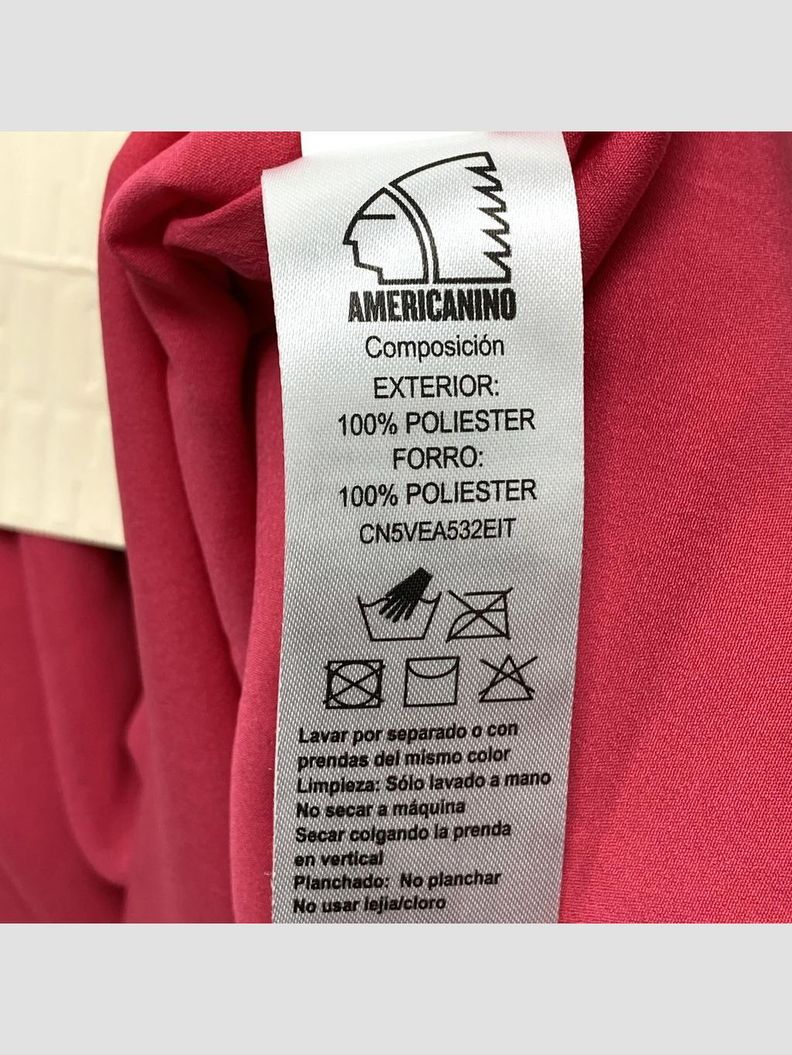 AMERICANINO
Composición
EXTERIOR:
100% POLIESTER
FORRO:
100% POLIESTER
CN5VEA532EIT
Lavar por separado o con
prendas del mismo color
Limpieza: Sólo lavado a mano
No secar a máquina
Secar colgando la prenda
en vertical
Planchado: No planchar
No usar lejia/cloro